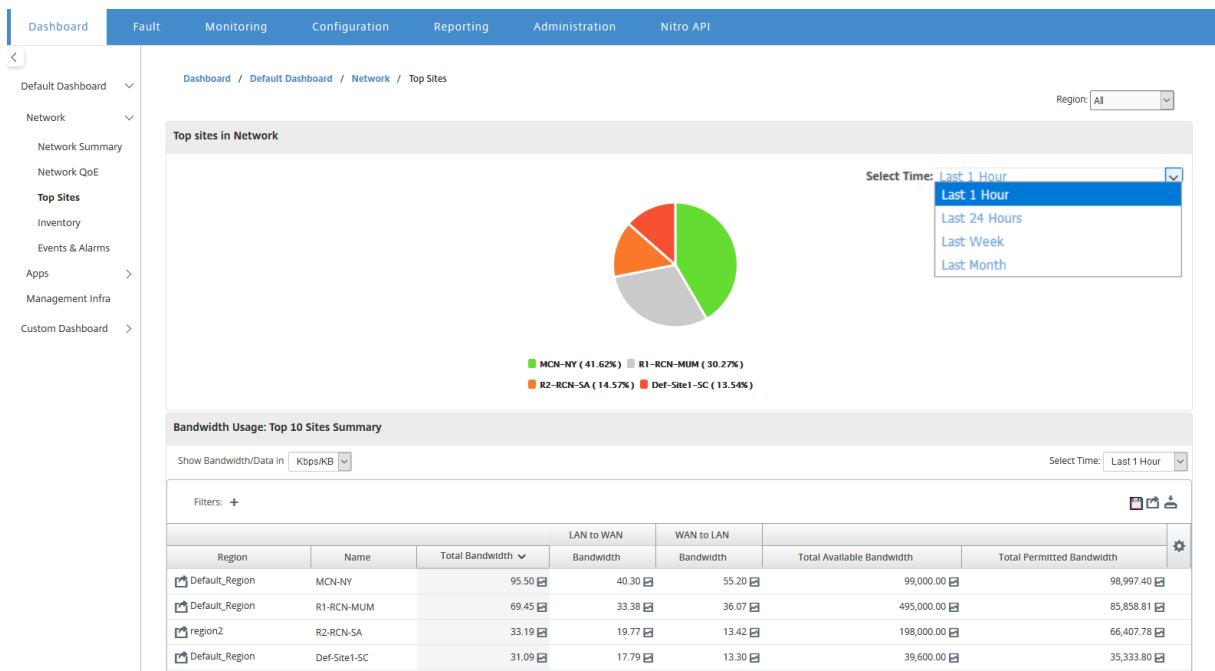 Dashboard Fault Monitoring Configuration Reporting Administration Nitro API
Default Dashboard
Network
Network Summary
Network QoE
Top Sites
Inventory
Events & Alarms
Apps
Management Infra
Custom Dashboard
Dashboard / Default Dashboard / Network / Top Sites
Region: All
Top sites in Network
Select Time: Last 1 Hour
Last 1 Hour
Last 24 Hours
Last Week
Last Month
MCN-NY ( 41.62% ) R1-RCN-MUM ( 30.27% )
R2-RCN-SA ( 14.57% ) Def-Site1-SC ( 13.54% )
Bandwidth Usage: Top 10 Sites Summary
Show Bandwidth/Data in Kbps/KB Select Time: Last 1 Hour
Filters: +
LAN to WAN WAN to LAN
Region Name Total Bandwidth Bandwidth Bandwidth Total Available Bandwidth Total Permitted Bandwidth
Default_Region MCN-NY 95.50 40.30 55.20 99,000.00 98,997.40
Default_Region R1-RCN-MUM 69.45 33.38 36.07 495,000.00 85,858.81
region2 R2-RCN-SA 33.19 19.77 13.42 198,000.00 66,407.78
Default_Region Def-Site1-SC 31.09 17.79 13.30 39,600.00 35,333.80